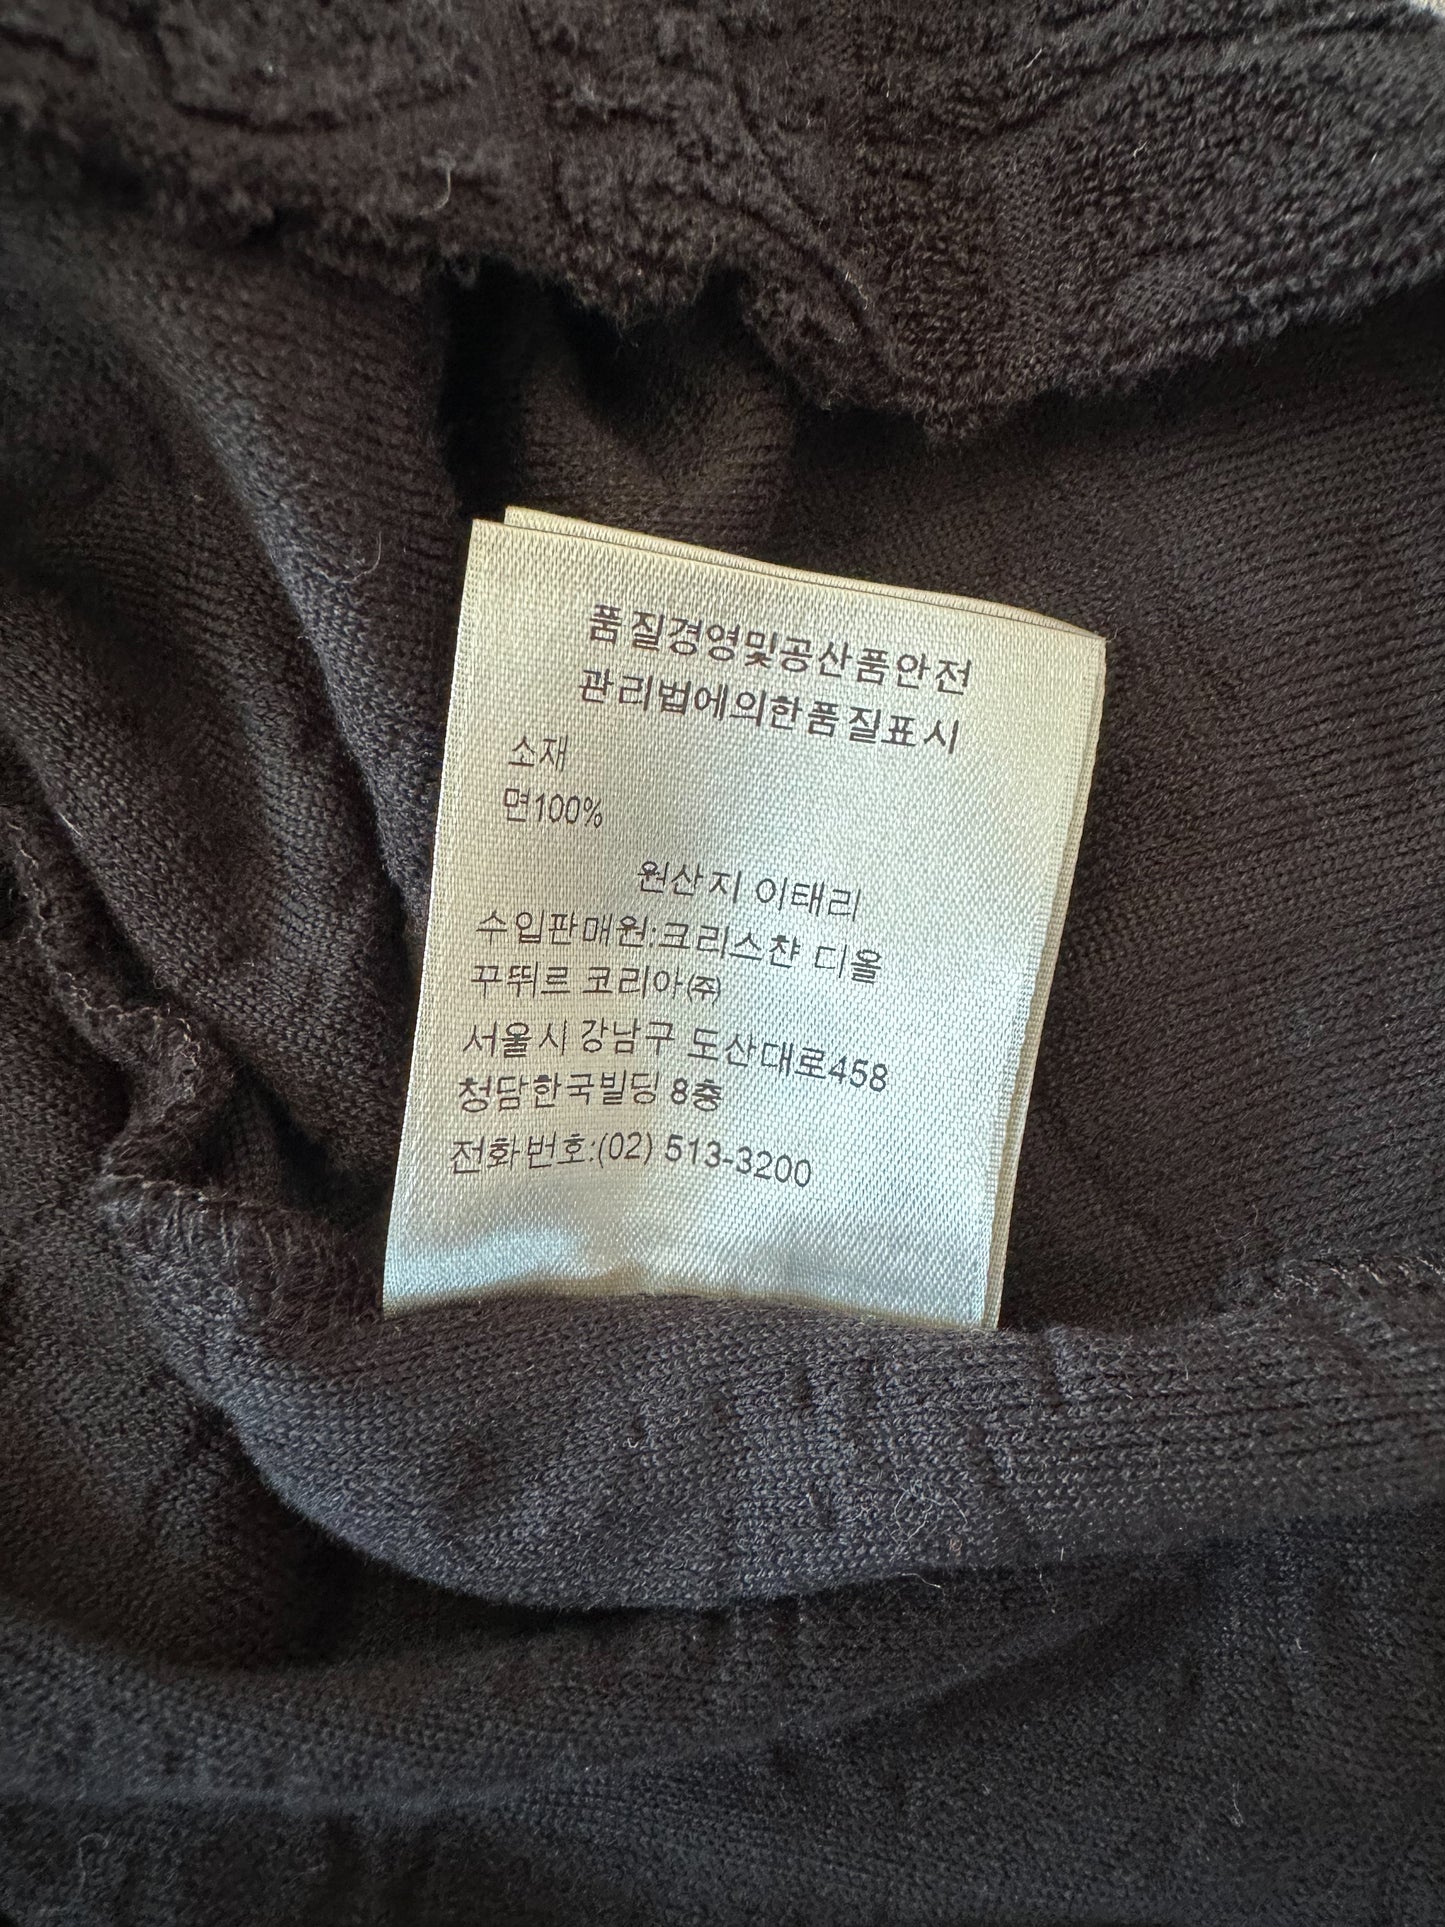 품질경영및공산품안전
관리법에의한품질표시
소재
면100%
원산지 이태리
수입판매원:크리스챤 디올
꾸뛰르 코리아(주)
서울시 강남구 도산대로458
청담한국빌딩 8층
전화번호:(02) 513-3200